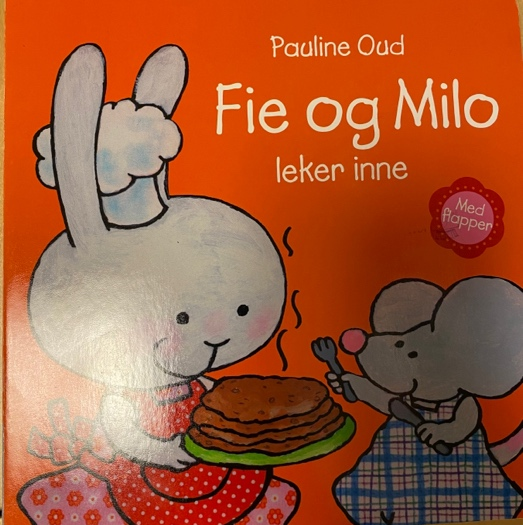 Pauline Oud
Fie og Milo
leker inne
Med
flapper